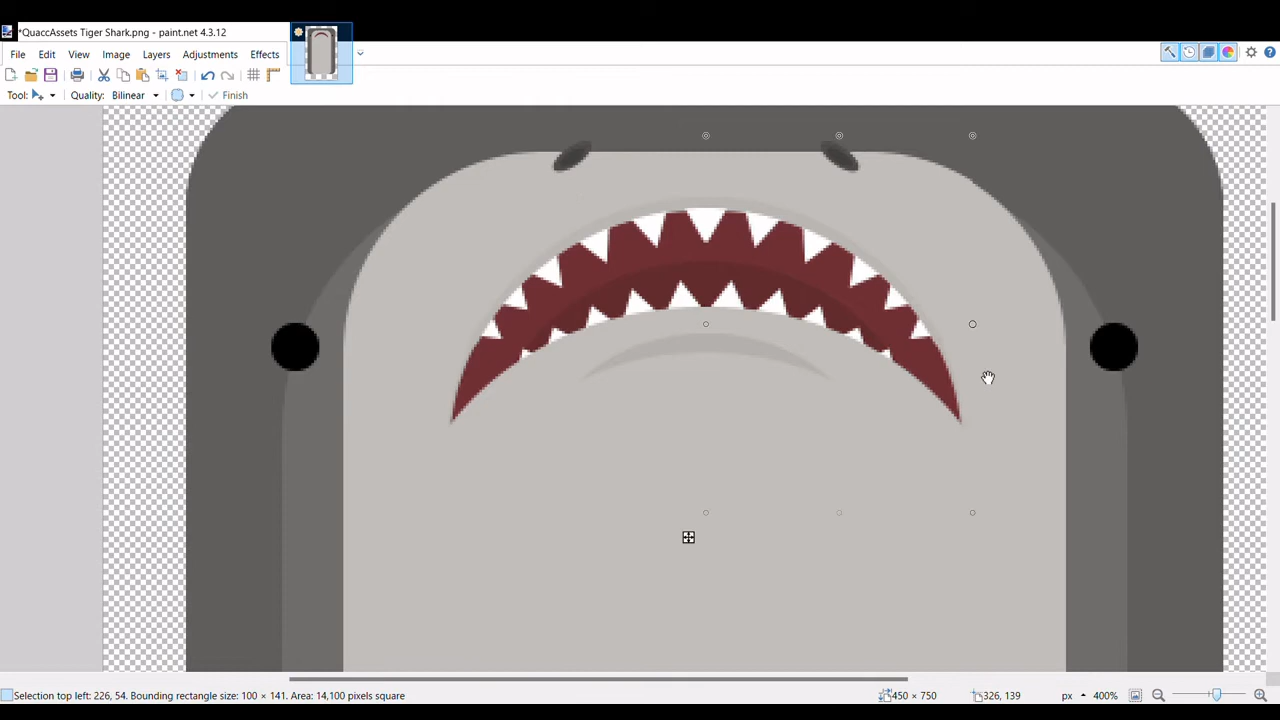 *QuaccAssets Tiger Shark.png - paint.net 4.3.12
File Edit View Image Layers Adjustments Effects
Tool: Quality: Bilinear Finish
Selection top left: 226, 54. Bounding rectangle size: 100 × 141. Area: 14,100 pixels square 450 × 750 326, 139 px 400%